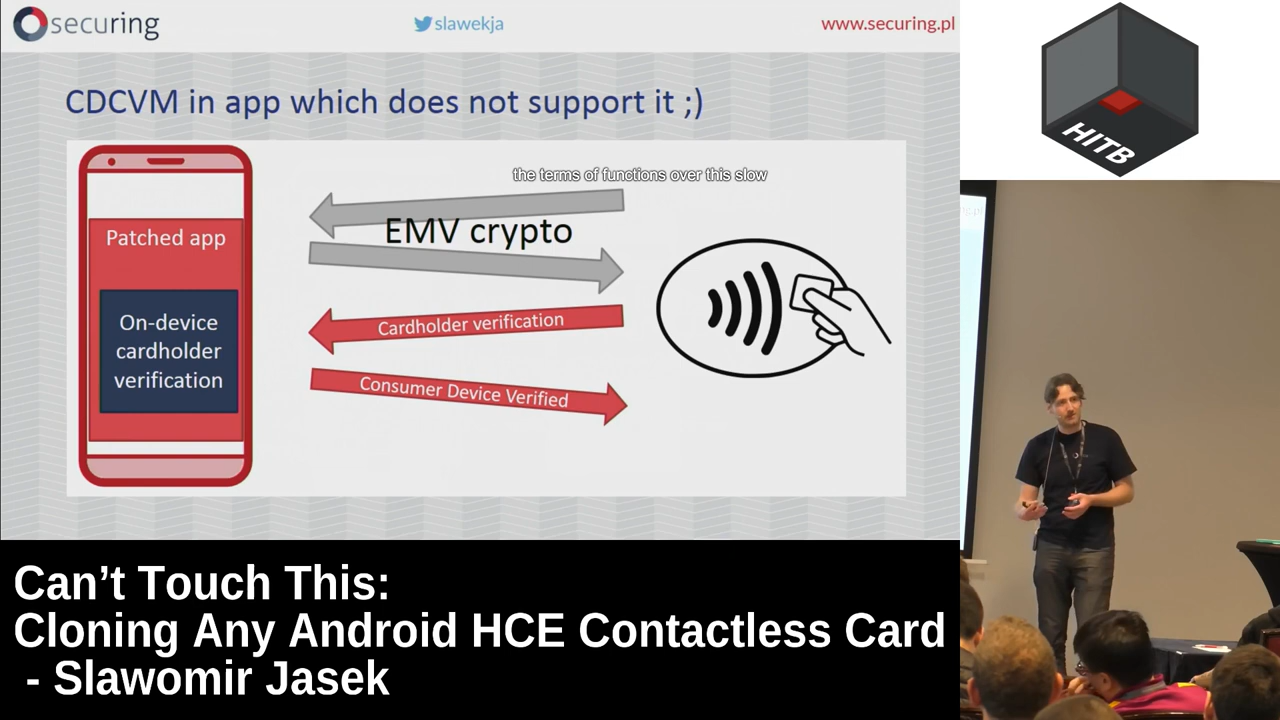 securing
slawekja
www.securing.pl
CDCVM in app which does not support it ;)
the terms of functions over this slow
EMV crypto
Patched app
On-device
cardholder
verification
Cardholder verification
Consumer Device Verified
HITB
Can’t Touch This:
Cloning Any Android HCE Contactless Card
- Slawomir Jasek